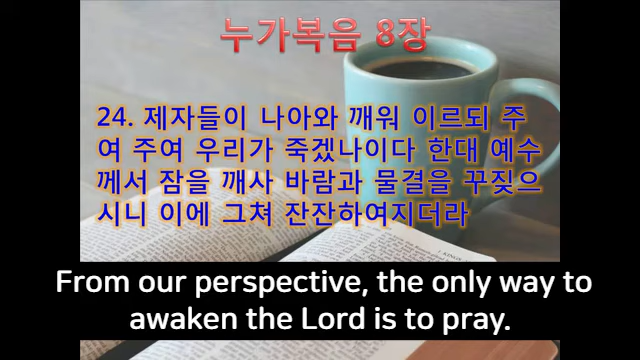 누가복음 8장
24. 제자들이 나아와 깨워 이르되 주
여 주여 우리가 죽겠나이다 한대 예수
께서 잠을 깨사 바람과 물결을 꾸짖으
시니 이에 그쳐 잔잔하여지더라
From our perspective, the only way to
awaken the Lord is to pray.